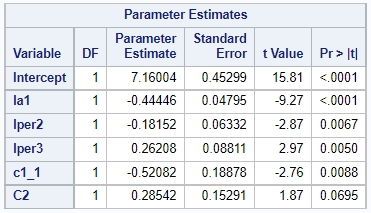 Parameter Estimates
Variable DF Parameter Estimate Standard Error t Value Pr > |t|
Intercept 1 7.16004 0.45299 15.81 <.0001
la1 1 -0.44446 0.04795 -9.27 <.0001
lper2 1 -0.18152 0.06332 -2.87 0.0067
lper3 1 0.26208 0.08811 2.97 0.0050
c1_1 1 -0.52082 0.18878 -2.76 0.0088
C2 1 0.28542 0.15291 1.87 0.0695